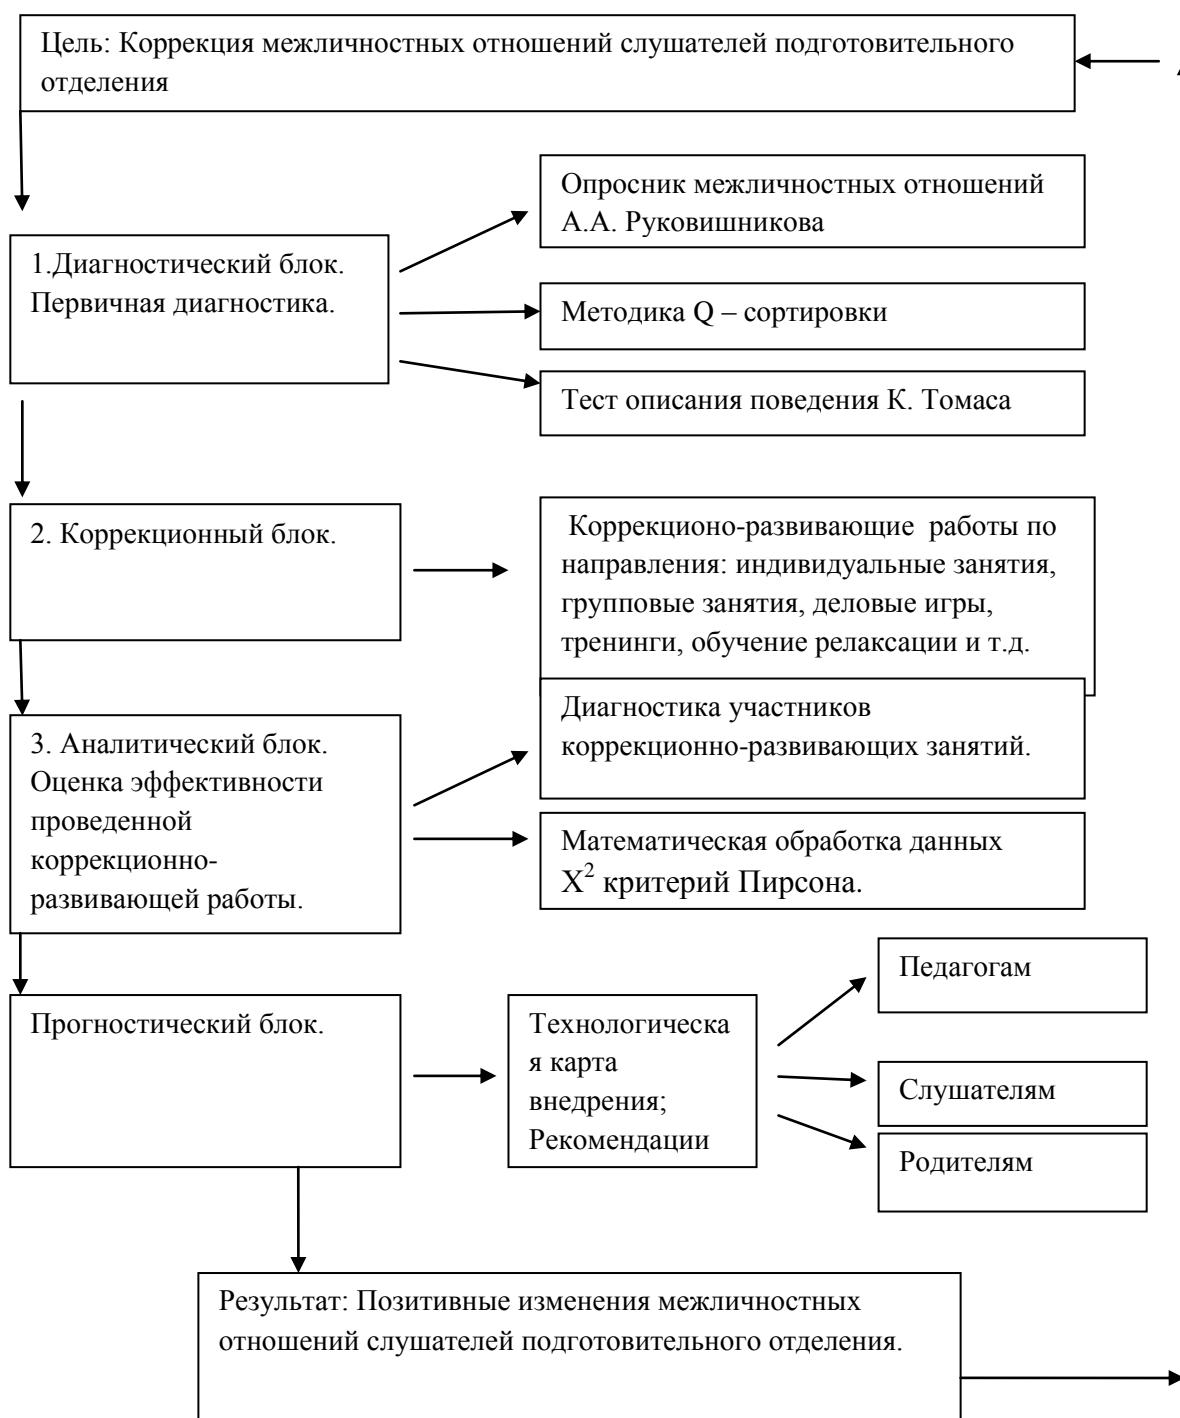 Цель: Коррекция межличностных отношений слушателей подготовительного
отделения
Опросник межличностных отношений
А.А. Руковишникова
1.Диагностический блок.
Первичная диагностика.
Методика Q – сортировки
Тест описания поведения К. Томаса
2. Коррекционный блок.
Коррекционо-развивающие работы по
направления: индивидуальные занятия,
групповые занятия, деловые игры,
тренинги, обучение релаксации и т.д.
3. Аналитический блок.
Оценка эффективности
проведенной
коррекционно-
развивающей работы.
Диагностика участников
коррекционно-развивающих занятий.
Математическая обработка данных
X² критерий Пирсона.
Прогностический блок.
Технологическа
я карта
внедрения;
Рекомендации
Педагогам
Слушателям
Родителям
Результат: Позитивные изменения межличностных
отношений слушателей подготовительного отделения.